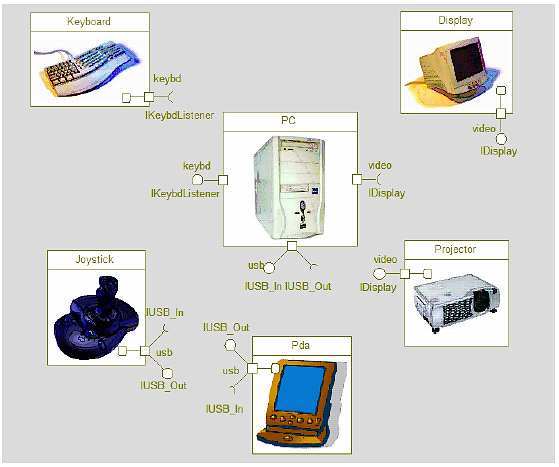 Keyboard
keybd
IKeybdListener
Display
video
IDisplay
PC
keybd
IKeybdListener
video
IDisplay
usb
IUSB_In IUSB_Out
Joystick
IUSB_In
usb
IUSB_Out
IUSB_Out
usb
IUSB_In
Pda
video
IDisplay
Projector